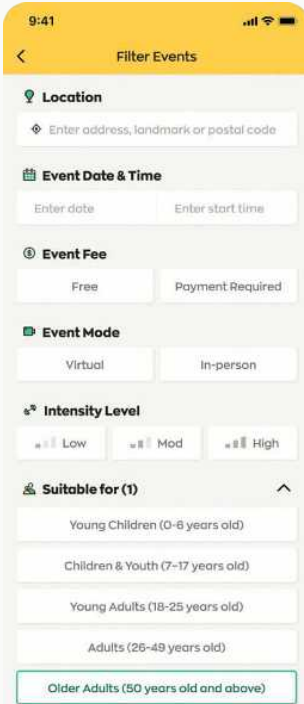 9:41
Filter Events
Location
Enter address, landmark or postal code
Event Date & Time
Enter date Enter start time
Event Fee
Free Payment Required
Event Mode
Virtual In-person
Intensity Level
Low Mod High
Suitable for (1)
Young Children (0-6 years old)
Children & Youth (7-17 years old)
Young Adults (18-25 years old)
Adults (26-49 years old)
Older Adults (50 years old and above)